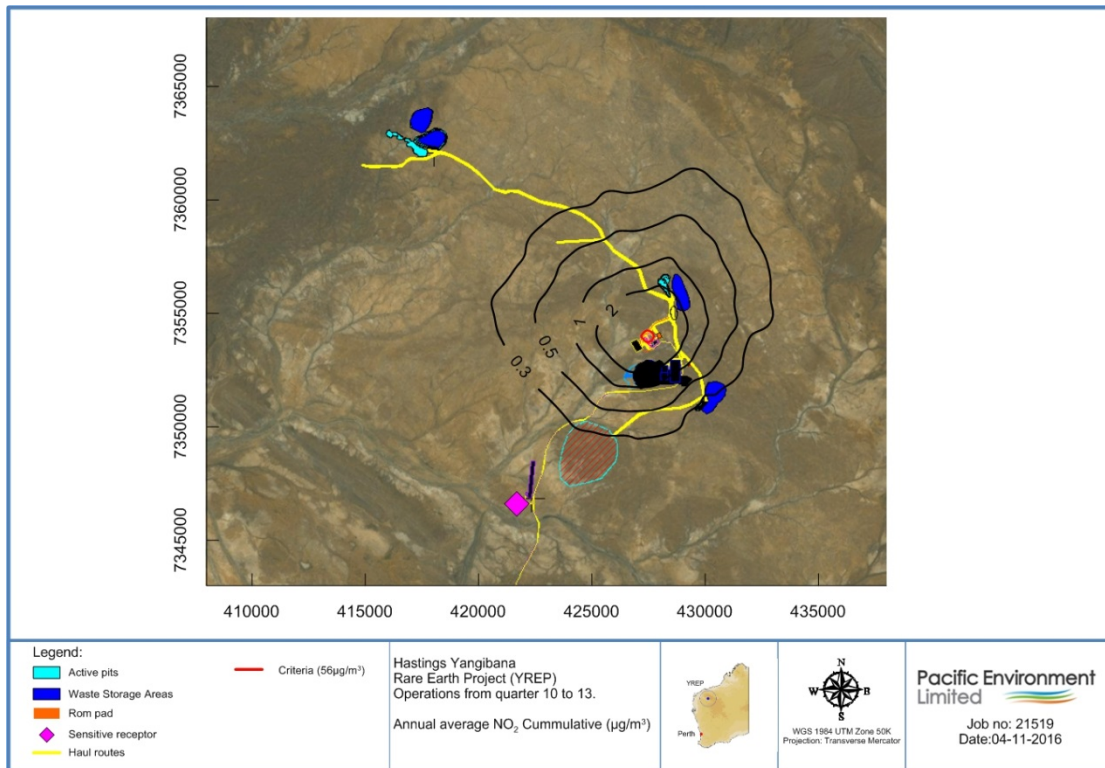 7365000
7360000
7355000
7350000
7345000
2
1
0.5
0.3
410000 415000 420000 425000 430000 435000
Legend:
Active pits
Waste Storage Areas
Rom pad
Sensitive receptor
Haul routes
Criteria (56µg/m³)
Hastings Yangibana
Rare Earth Project (YREP)
Operations from quarter 10 to 13.
Annual average NO₂ Cummulative (µg/m³)
YREP
Perth
N
W
S
WGS 1984 UTM Zone 50K
Projection: Transverse Mercator
Pacific Environment
Limited
Job no: 21519
Date:04-11-2016